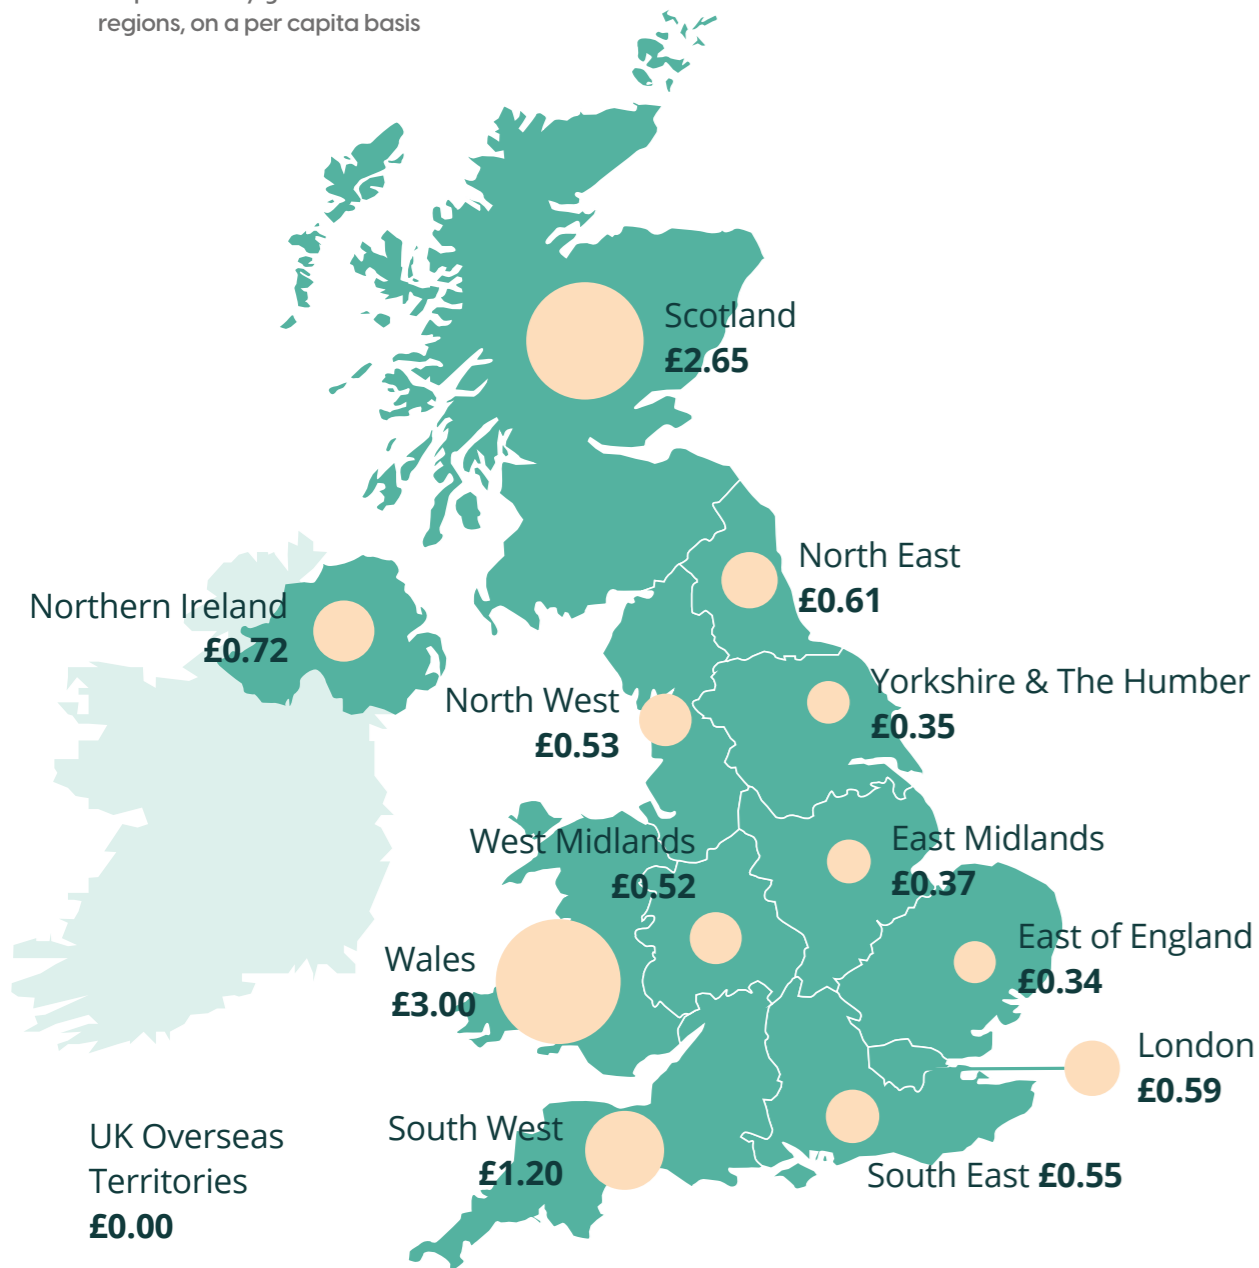 regions, on a per capita basis
Scotland
£2.65
North East
£0.61
Northern Ireland
£0.72
Yorkshire & The Humber
£0.35
North West
£0.53
West Midlands
£0.52
East Midlands
£0.37
East of England
£0.34
Wales
£3.00
London
£0.59
South West
£1.20
South East £0.55
UK Overseas
Territories
£0.00